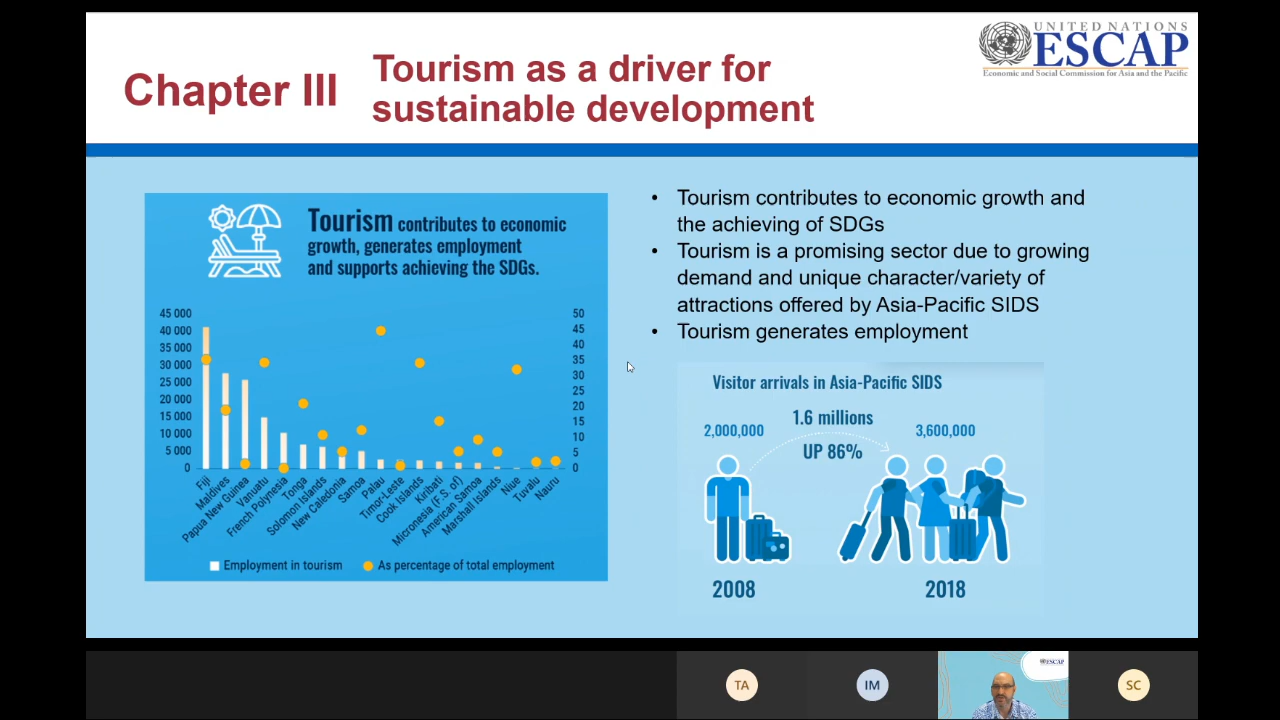 Chapter III
Tourism as a driver for
sustainable development
UNITED NATIONS
ESCAP
Economic and Social Commission for Asia and the Pacific
Tourism contributes to economic
growth, generates employment
and supports achieving the SDGs.
45 000
40 000
35 000
30 000
25 000
20 000
15 000
10 000
5 000
0
50
45
40
35
30
25
20
15
10
5
0
Fiji
Maldives
Papua New Guinea
Vanuatu
French Polynesia
Tonga
Solomon Islands
New Caledonia
Samoa
Palau
Timor-Leste
Cook Islands
Kiribati
Micronesia (F. S. of)
American Samoa
Marshall Islands
Niue
Tuvalu
Nauru
Employment in tourism
As percentage of total employment
• Tourism contributes to economic growth and
the achieving of SDGs
• Tourism is a promising sector due to growing
demand and unique character/variety of
attractions offered by Asia-Pacific SIDS
• Tourism generates employment
Visitor arrivals in Asia-Pacific SIDS
1.6 millions
2,000,000
3,600,000
UP 86%
2008
2018
TA
IM
ESCAP
SC